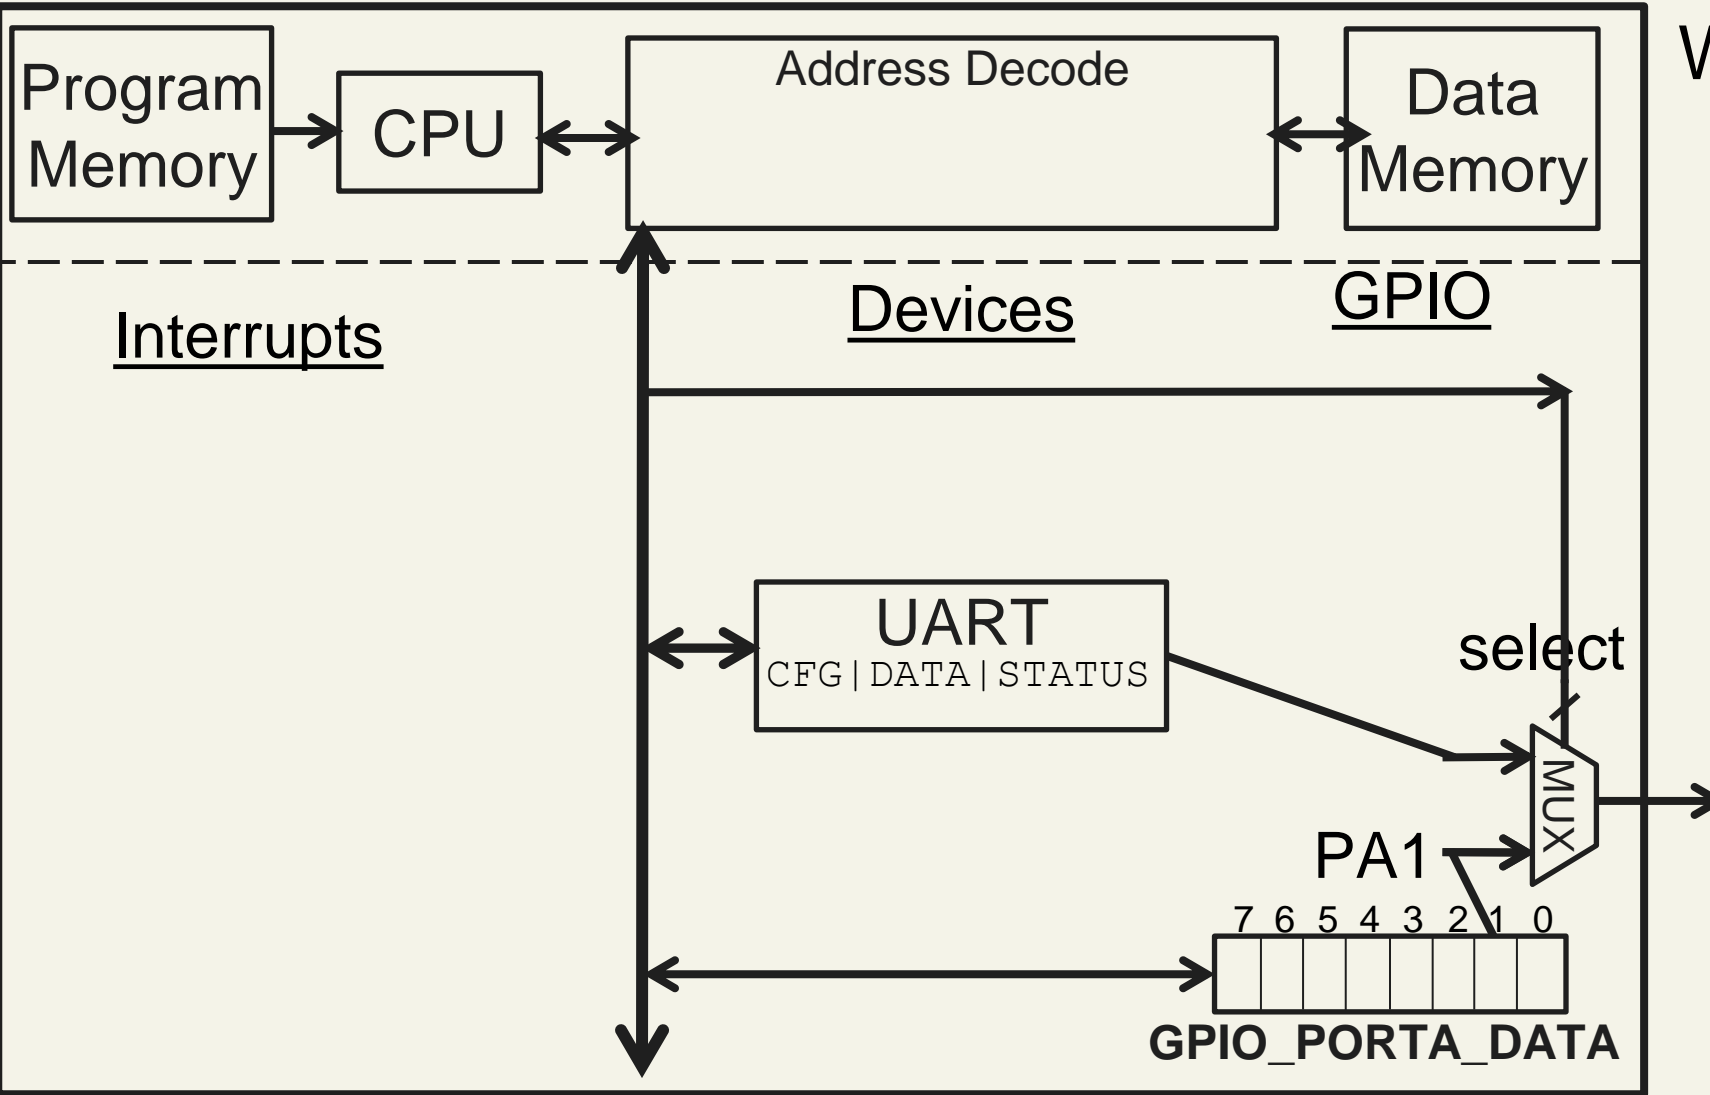 Program
Memory
CPU
Address Decode
Data
Memory
Interrupts
Devices
GPIO
UART
CFG|DATA|STATUS
select
MUX
PA1
7 6 5 4 3 2 1 0
GPIO_PORTA_DATA